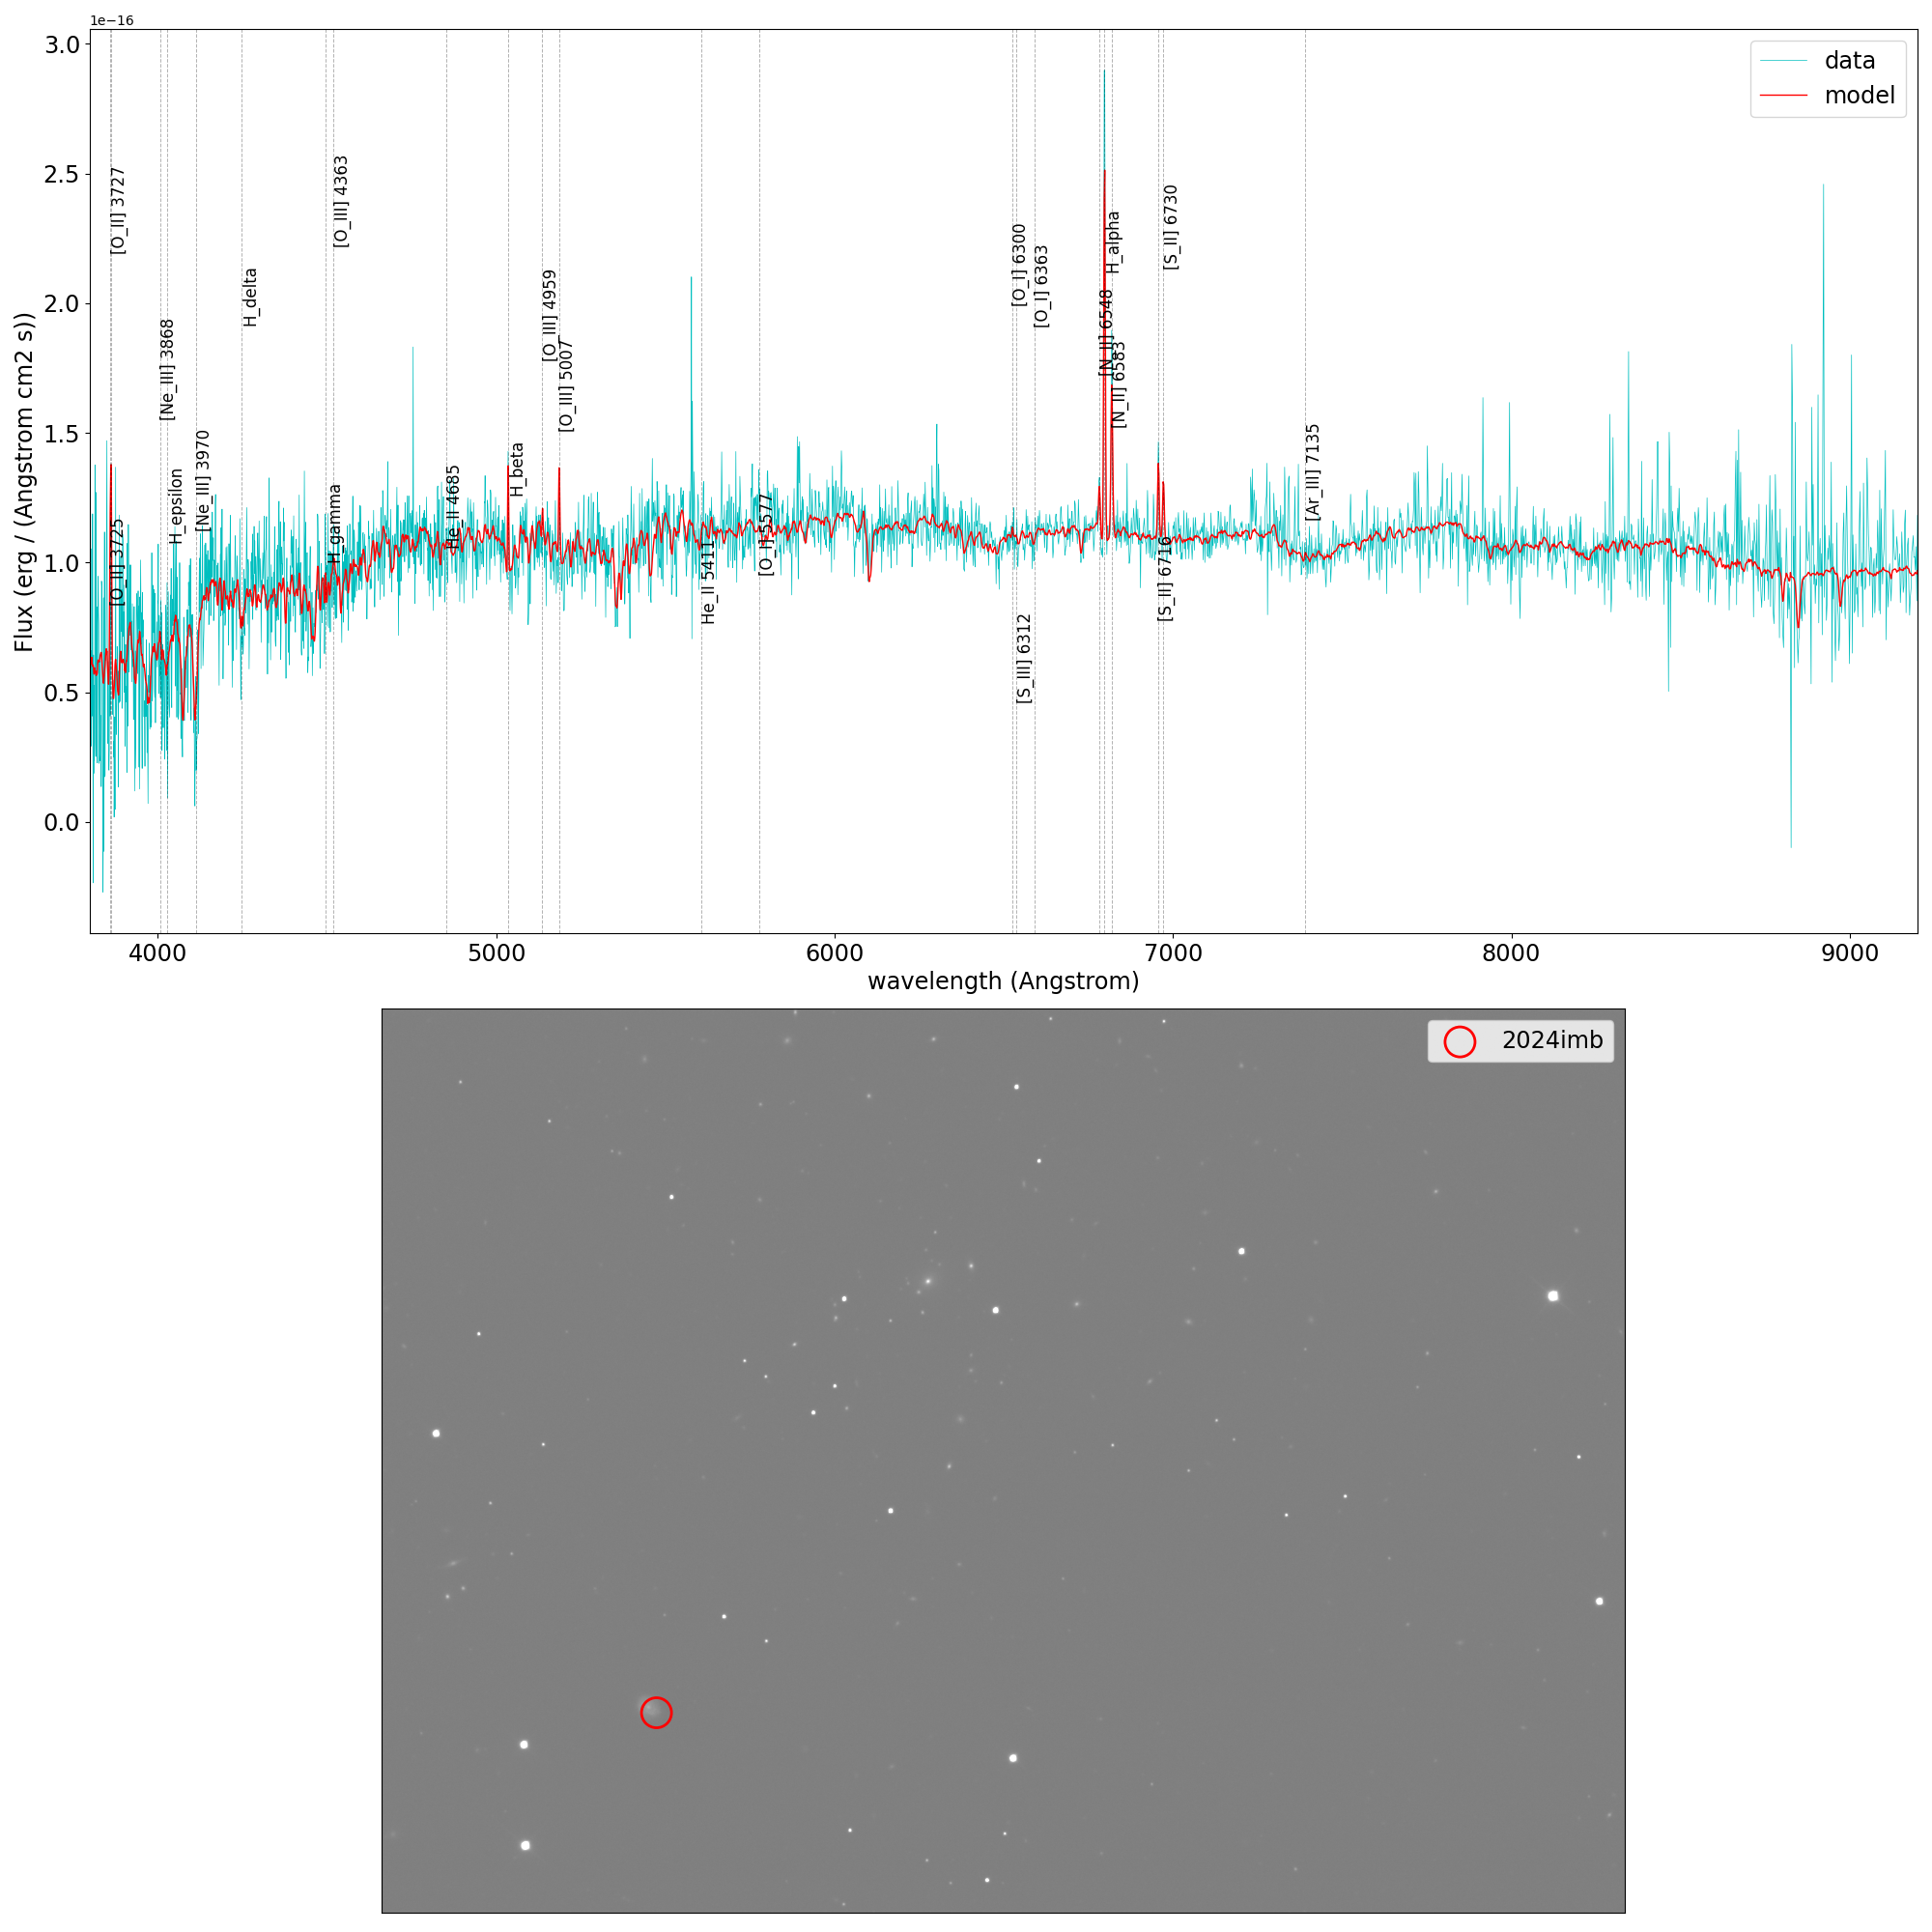 1e−16
3.0
2.5
2.0
1.5
1.0
0.5
0.0
Flux (erg / (Angstrom cm2 s))
data
model
[O_II] 3725
[O_II] 3727
[Ne_III] 3868
H_epsilon
[Ne_III] 3970
H_delta
H_gamma
[O_III] 4363
He_II 4685
H_beta
[O_III] 4959
[O_III] 5007
He_II 5411
[O_I] 5577
[O_I] 6300
[S_III] 6312
[O_I] 6363
[N_II] 6548
H_alpha
[N_II] 6583
[S_II] 6716
[S_II] 6730
[Ar_III] 7135
4000 5000 6000 7000 8000 9000
wavelength (Angstrom)
2024imb